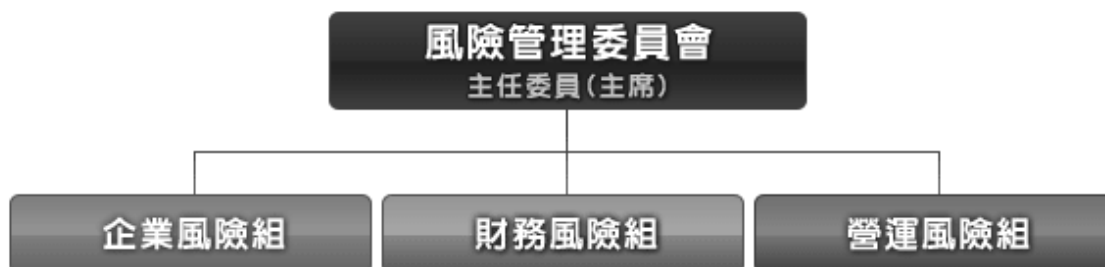 風險管理委員會
主任委員(主席)
企業風險組
財務風險組
營運風險組